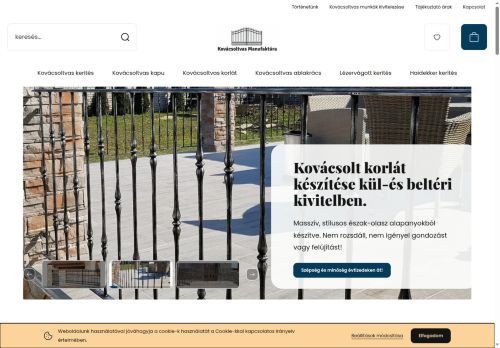 Történetünk Kovácsoltvas munkák kivitelezése Tájékoztató árak Kapcsolat
keresés...
Kovácsoltvas Manufaktúra
Kovácsoltvas kerítés Kovácsoltvas kapu Kovácsoltvas korlát Kovácsoltvas ablakrács Lézervágott kerítés Haidekker kerítés
Kovácsolt korlát
készítése kül-és beltéri
kivitelben.
Masszív, stílusos észak-olasz alapanyokból
készítve. Nem rozsdáll, nem igényel gondozást
vagy felújítást!
Szépség és minőség évtizedeken át!
Weboldalunk használatával jóváhagyja a cookie-k használatát a Cookie-kkal kapcsolatos irányelv
értelmében.
Beállítások módosítása
Elfogadom